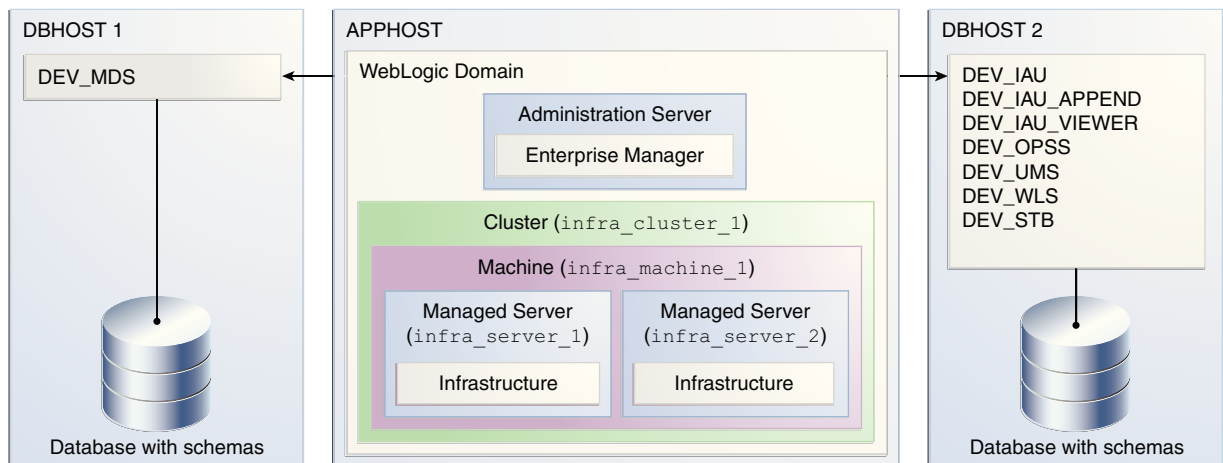 DBHOST 1
DEV_MDS
Database with schemas
APPHOST
WebLogic Domain
Administration Server
Enterprise Manager
Cluster (infra_cluster_1)
Machine (infra_machine_1)
Managed Server
(infra_server_1)
Infrastructure
Managed Server
(infra_server_2)
Infrastructure
DBHOST 2
DEV_IAU
DEV_IAU_APPEND
DEV_IAU_VIEWER
DEV_OPSS
DEV_UMS
DEV_WLS
DEV_STB
Database with schemas